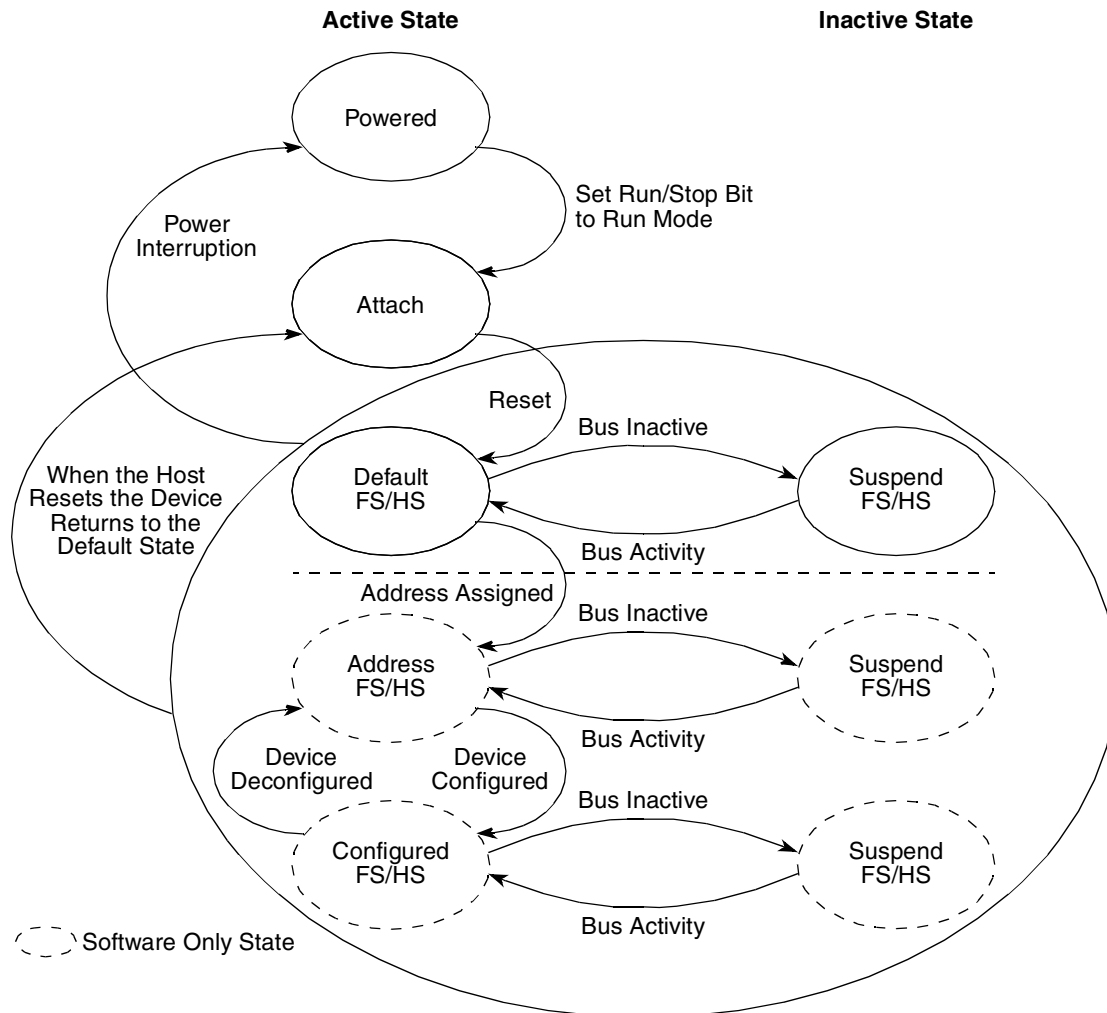 Active State
Inactive State
Powered
Set Run/Stop Bit
to Run Mode
Power
Interruption
Attach
Reset
Bus Inactive
When the Host
Resets the Device
Returns to the
Default State
Default
FS/HS
Suspend
FS/HS
Bus Activity
Address Assigned
Bus Inactive
Address
FS/HS
Suspend
FS/HS
Bus Activity
Device
Deconfigured
Device
Configured
Bus Inactive
Configured
FS/HS
Suspend
FS/HS
Bus Activity
Software Only State